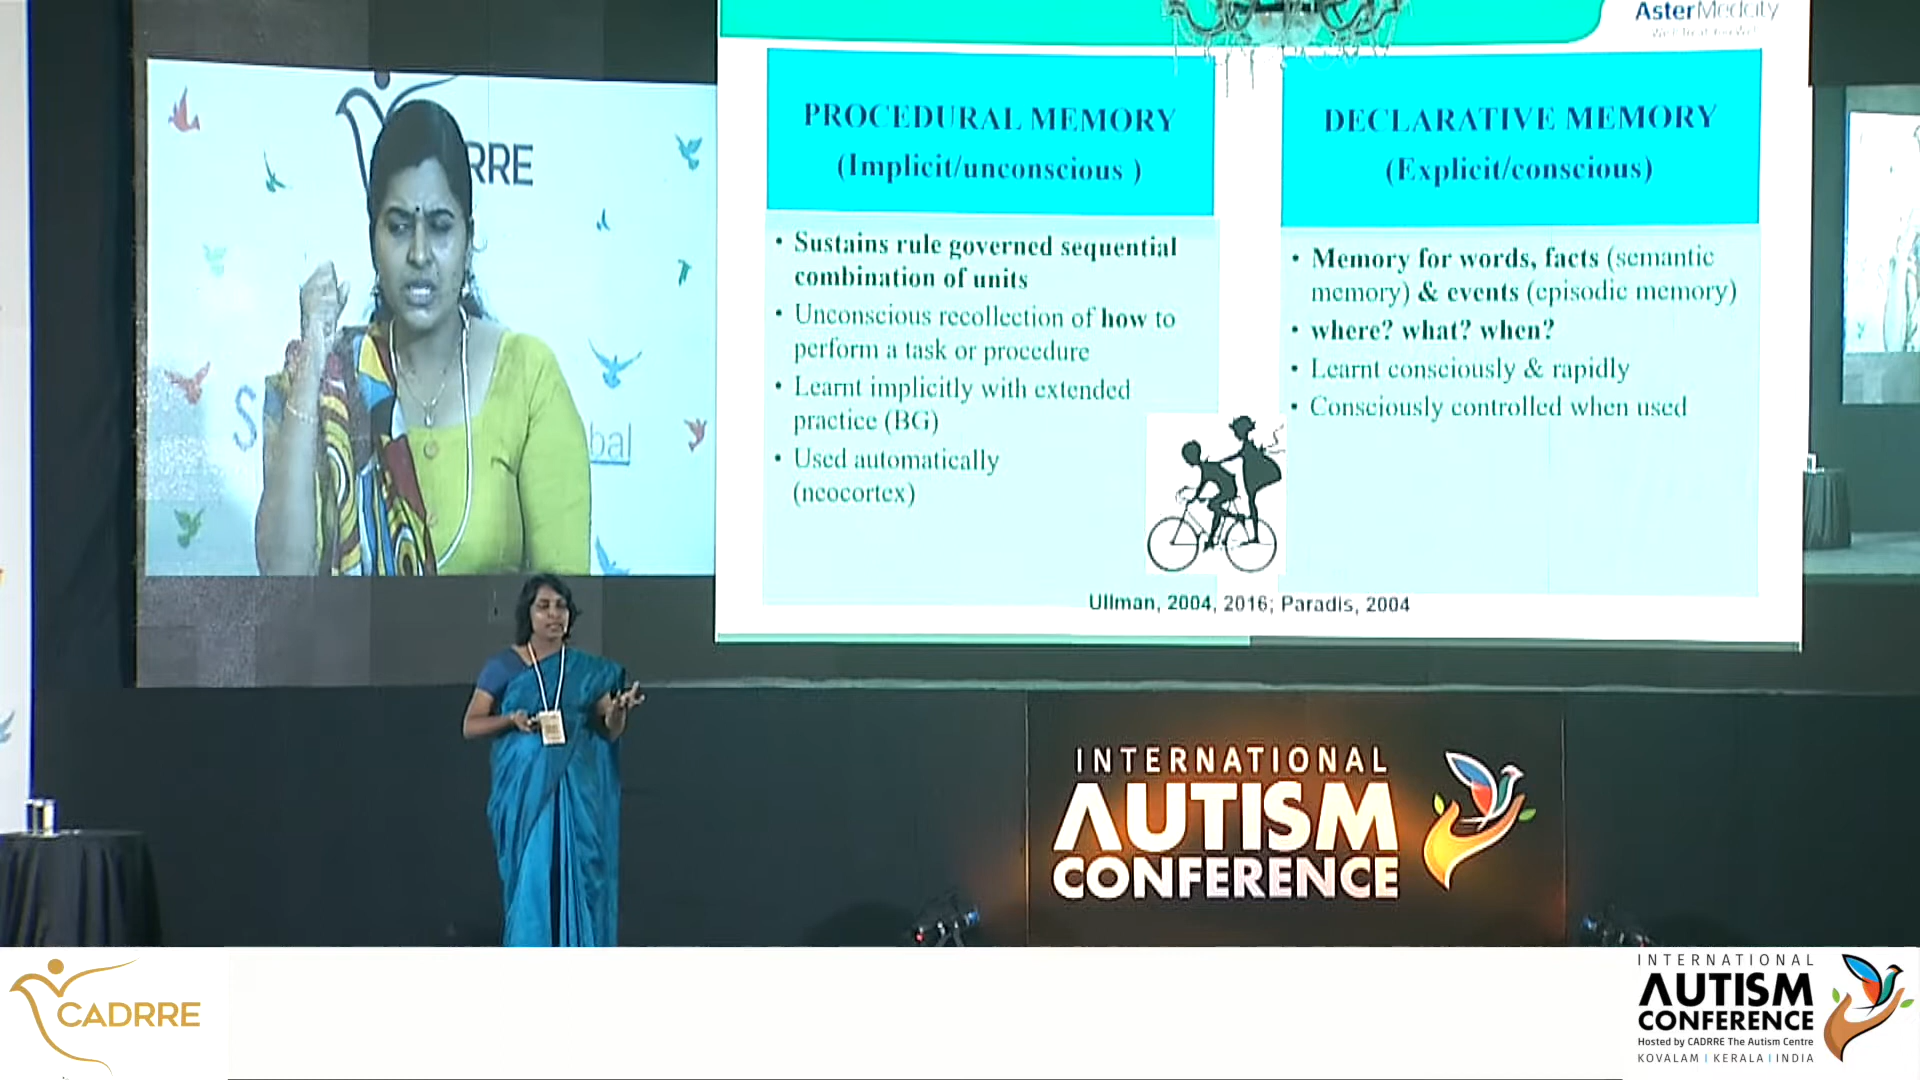 RRE
S
bal
AsterMedcity
PROCEDURAL MEMORY
(Implicit/unconscious )
• Sustains rule governed sequential
combination of units
• Unconscious recollection of how to
perform a task or procedure
• Learnt implicitly with extended
practice (BG)
• Used automatically
(neocortex)
DECLARATIVE MEMORY
(Explicit/conscious)
• Memory for words, facts (semantic
memory) & events (episodic memory)
• where? what? when?
• Learnt consciously & rapidly
• Consciously controlled when used
Ullman, 2004, 2016; Paradis, 2004
INTERNATIONAL
AUTISM
CONFERENCE
CADRRE
INTERNATIONAL
AUTISM
CONFERENCE
Hosted by CADRRE The Autism Centre
KOVALAM | KERALA | INDIA